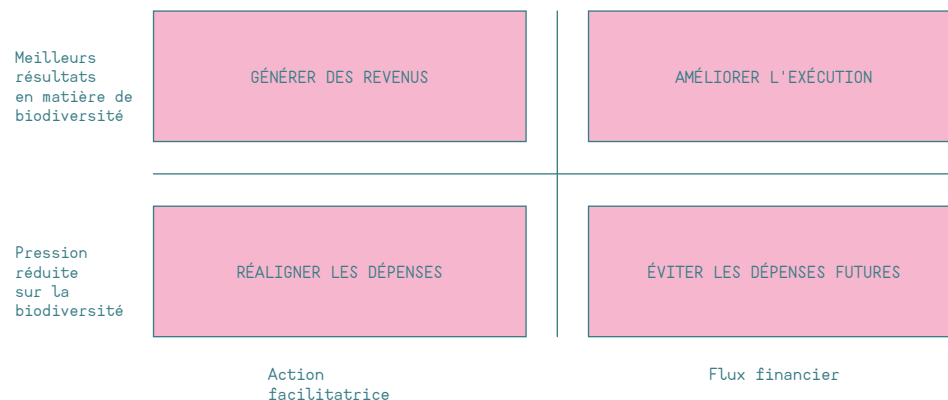 Meilleurs
résultats
en matière de
biodiversité
GÉNÉRER DES REVENUS
AMÉLIORER L'EXÉCUTION
Pression
réduite
sur la
biodiversité
RÉALIGNER LES DÉPENSES
ÉVITER LES DÉPENSES FUTURES
Action
facilitatrice
Flux financier